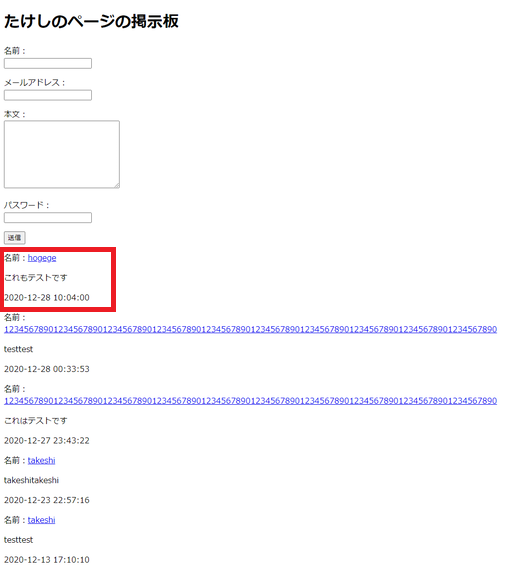 たけしのページの掲示板
名前：
メールアドレス：
本文：
パスワード：
送信
名前：hogege
これもテストです
2020-12-28 10:04:00
名前：
1234567890123456789012345678901234567890123456789012345678901234567890123456789012345678901234567890
testtest
2020-12-28 00:33:53
名前：
1234567890123456789012345678901234567890123456789012345678901234567890123456789012345678901234567890
これはテストです
2020-12-27 23:43:22
名前：takeshi
takeshitakeshi
2020-12-23 22:57:16
名前：takeshi
testtest
2020-12-13 17:10:10